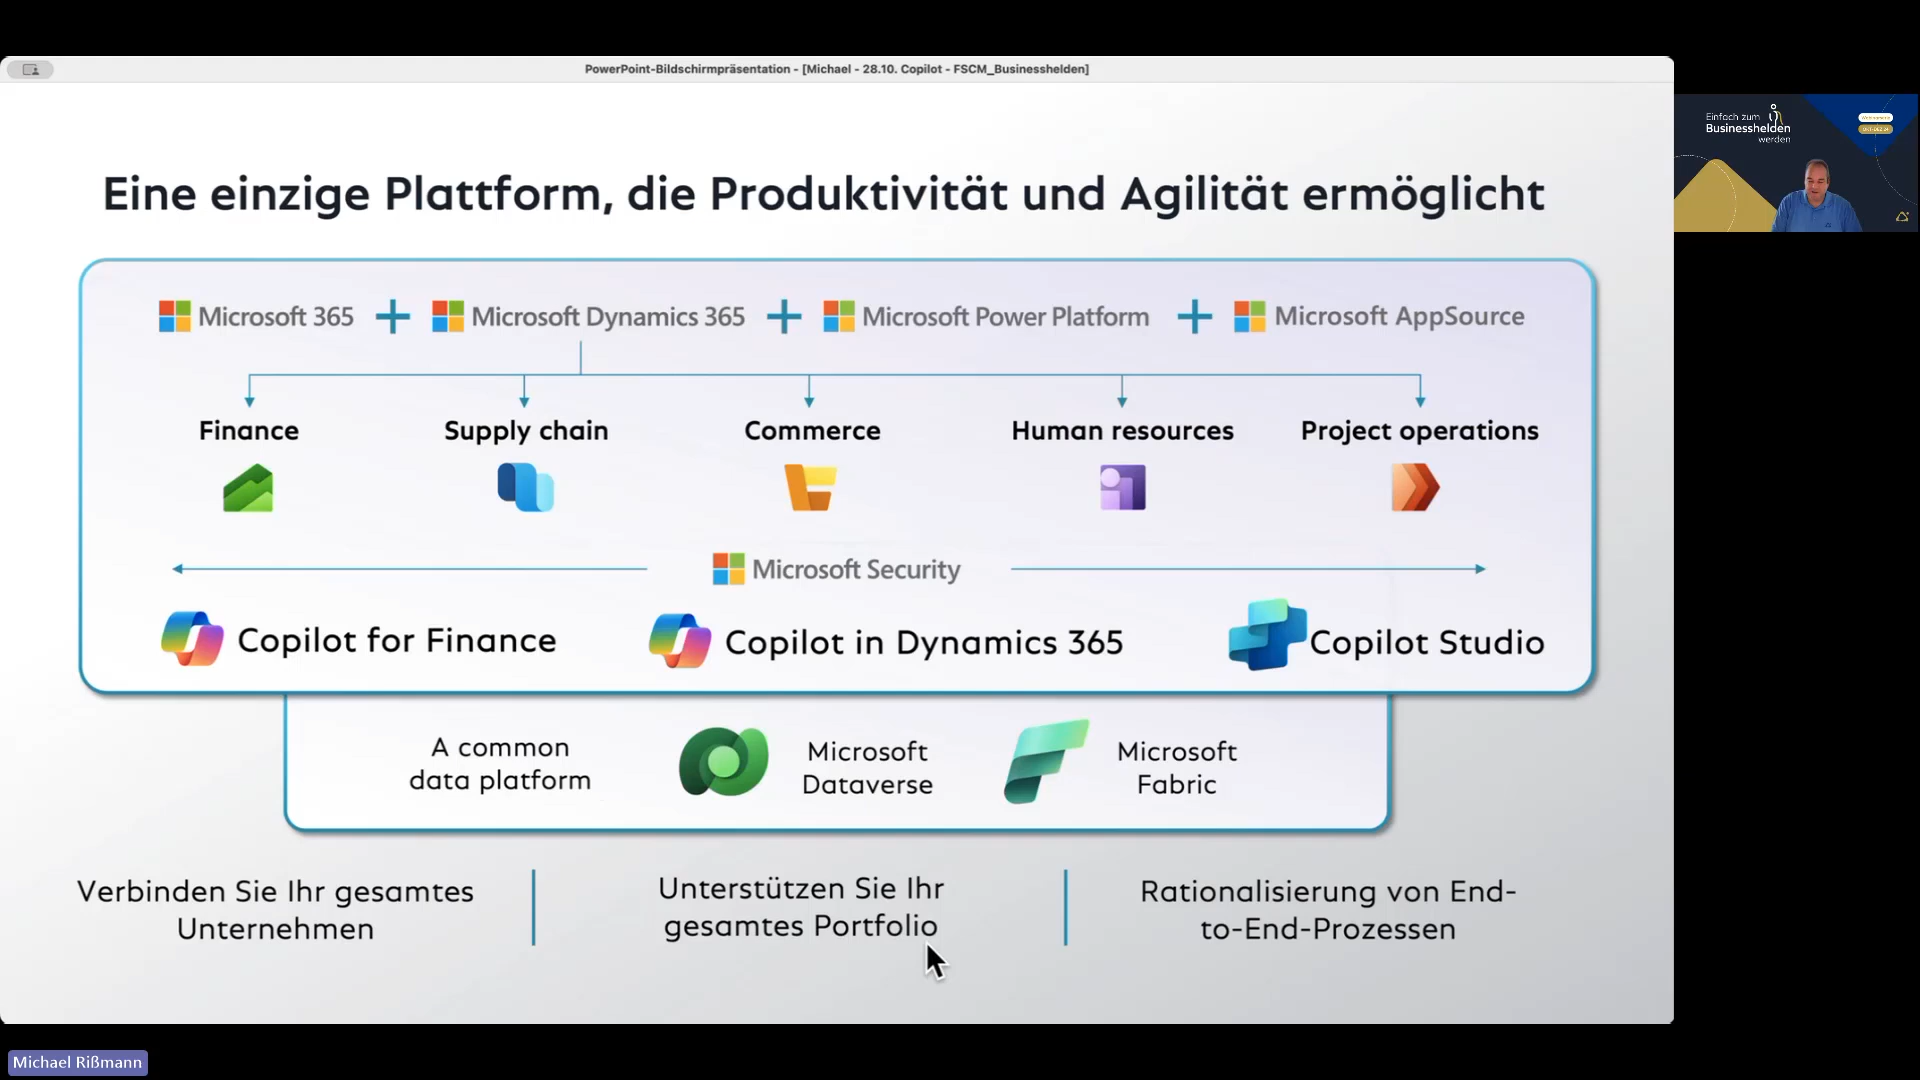 PowerPoint-Bildschirmpräsentation - [Michael - 28.10. Copilot - FSCM_Businesshelden]
Einfach zum
Businesshelden
werden
Eine einzige Plattform, die Produktivität und Agilität ermöglicht
Microsoft 365 + Microsoft Dynamics 365 + Microsoft Power Platform + Microsoft AppSource
Finance
Supply chain
Commerce
Human resources
Project operations
Microsoft Security
Copilot for Finance
Copilot in Dynamics 365
Copilot Studio
A common
data platform
Microsoft
Dataverse
Microsoft
Fabric
Verbinden Sie Ihr gesamtes
Unternehmen
Unterstützen Sie Ihr
gesamtes Portfolio
Rationalisierung von End-
to-End-Prozessen
Michael Rißmann